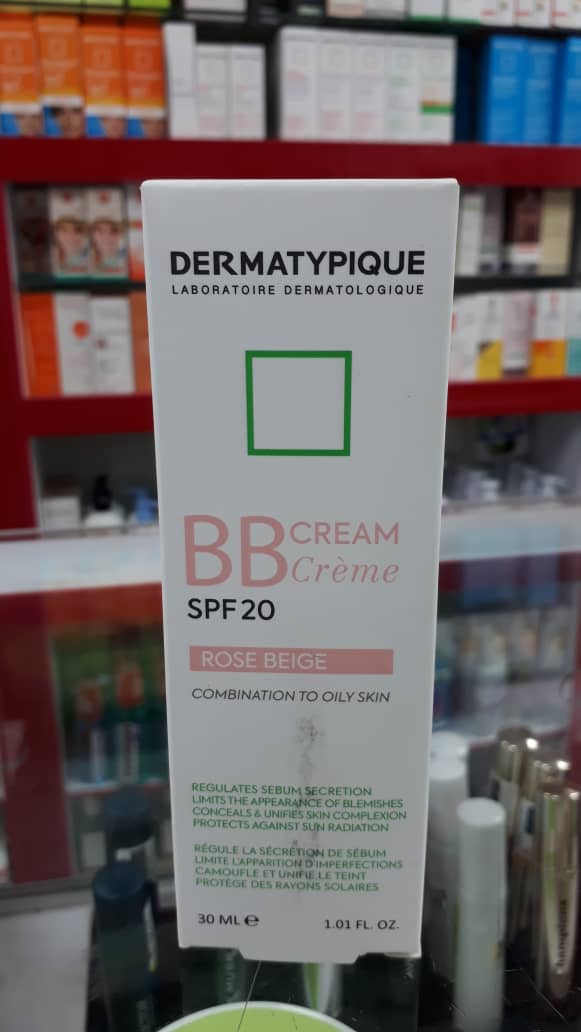 DERMATYPIQUE
LABORATOIRE DERMATOLOGIQUE
BB CREAM
Crème
SPF 20
ROSE BEIGE
COMBINATION TO OILY SKIN
REGULATES SEBUM SECRETION
LIMITS THE APPEARANCE OF BLEMISHES
CONCEALS & UNIFIES SKIN COMPLEXION
PROTECTS AGAINST SUN RADIATION
RÉGULE LA SÉCRÉTION DE SÉBUM
LIMITE L'APPARITION D'IMPERFECTIONS
CAMOUFLE ET UNIFIE LE TEINT
PROTÈGE DES RAYONS SOLAIRES
30 ML e
1.01 FL. OZ.